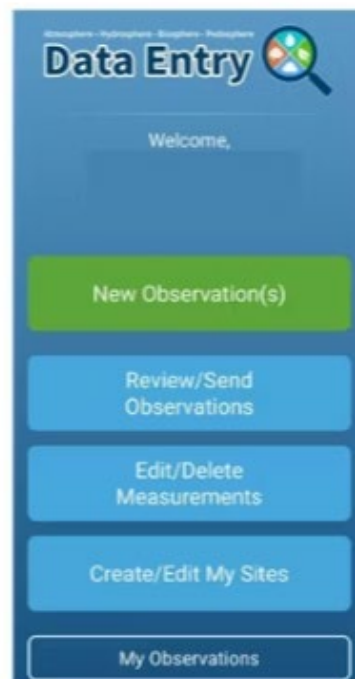 Atmosphere - Hydrosphere - Biosphere - Pedosphere
Data Entry
Welcome,
New Observation(s)
Review/Send
Observations
Edit/Delete
Measurements
Create/Edit My Sites
My Observations